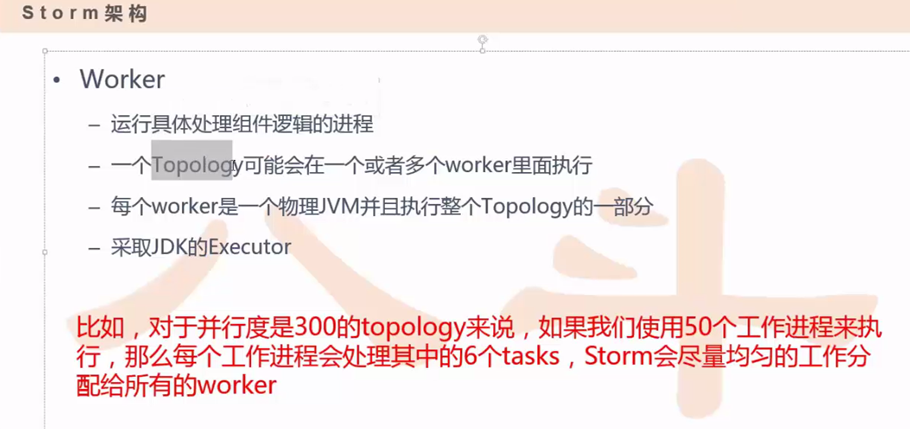 Storm架构
• Worker
– 运行具体处理组件逻辑的进程
– 一个Topology可能会在一个或者多个worker里面执行
– 每个worker是一个物理JVM并且执行整个Topology的一部分
– 采取JDK的Executor
比如，对于并行度是300的topology来说，如果我们使用50个工作进程来执
行，那么每个工作进程会处理其中的6个tasks，Storm会尽量均匀的工作分
配给所有的worker
八斗